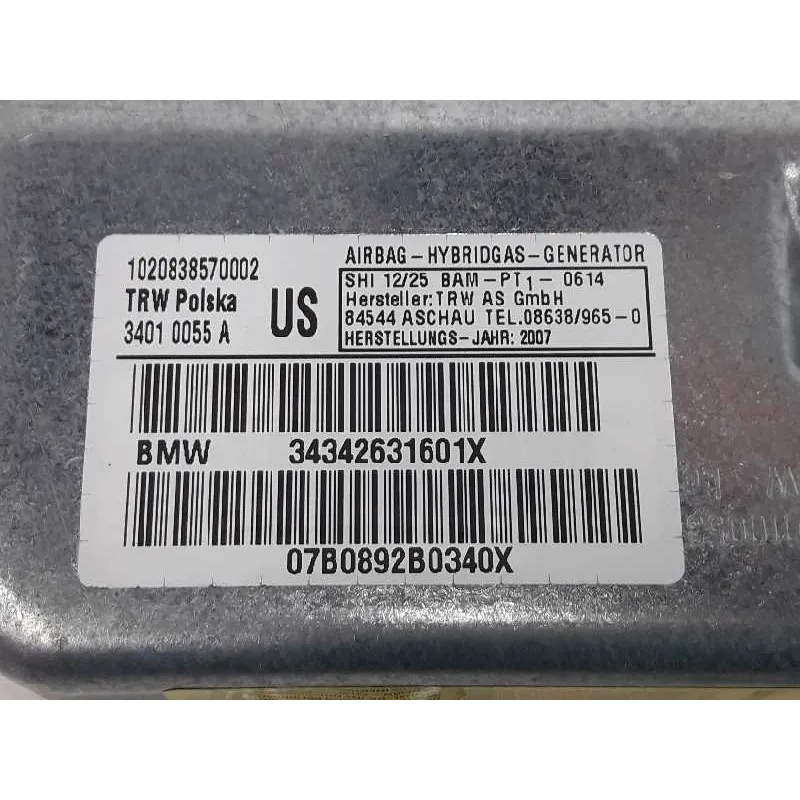 1020838570002
TRW Polska
3401 0055 A
US
AIRBAG-HYBRIDGAS-GENERATOR
SHI 12/25 BAM-PT1-0614
Hersteller: TRW AS GmbH
84544 ASCHAU TEL.08638/965-0
HERSTELLUNGS-JAHR: 2007
BMW 34342631601X
07B0892B0340X